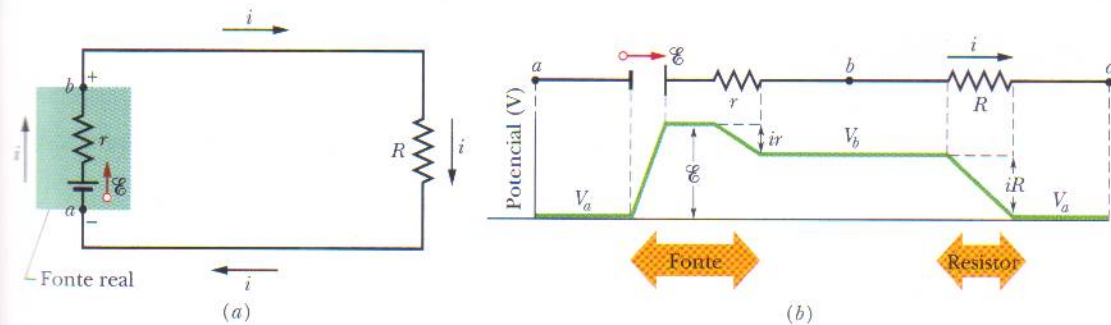 i
b
+
r
ℰ
i
a
−
R
i
Fonte real
i
(a)
ℰ
i
a
r
b
R
a
Potencial (V)
V_a
ℰ
ir
V_b
iR
V_a
Fonte
Resistor
(b)